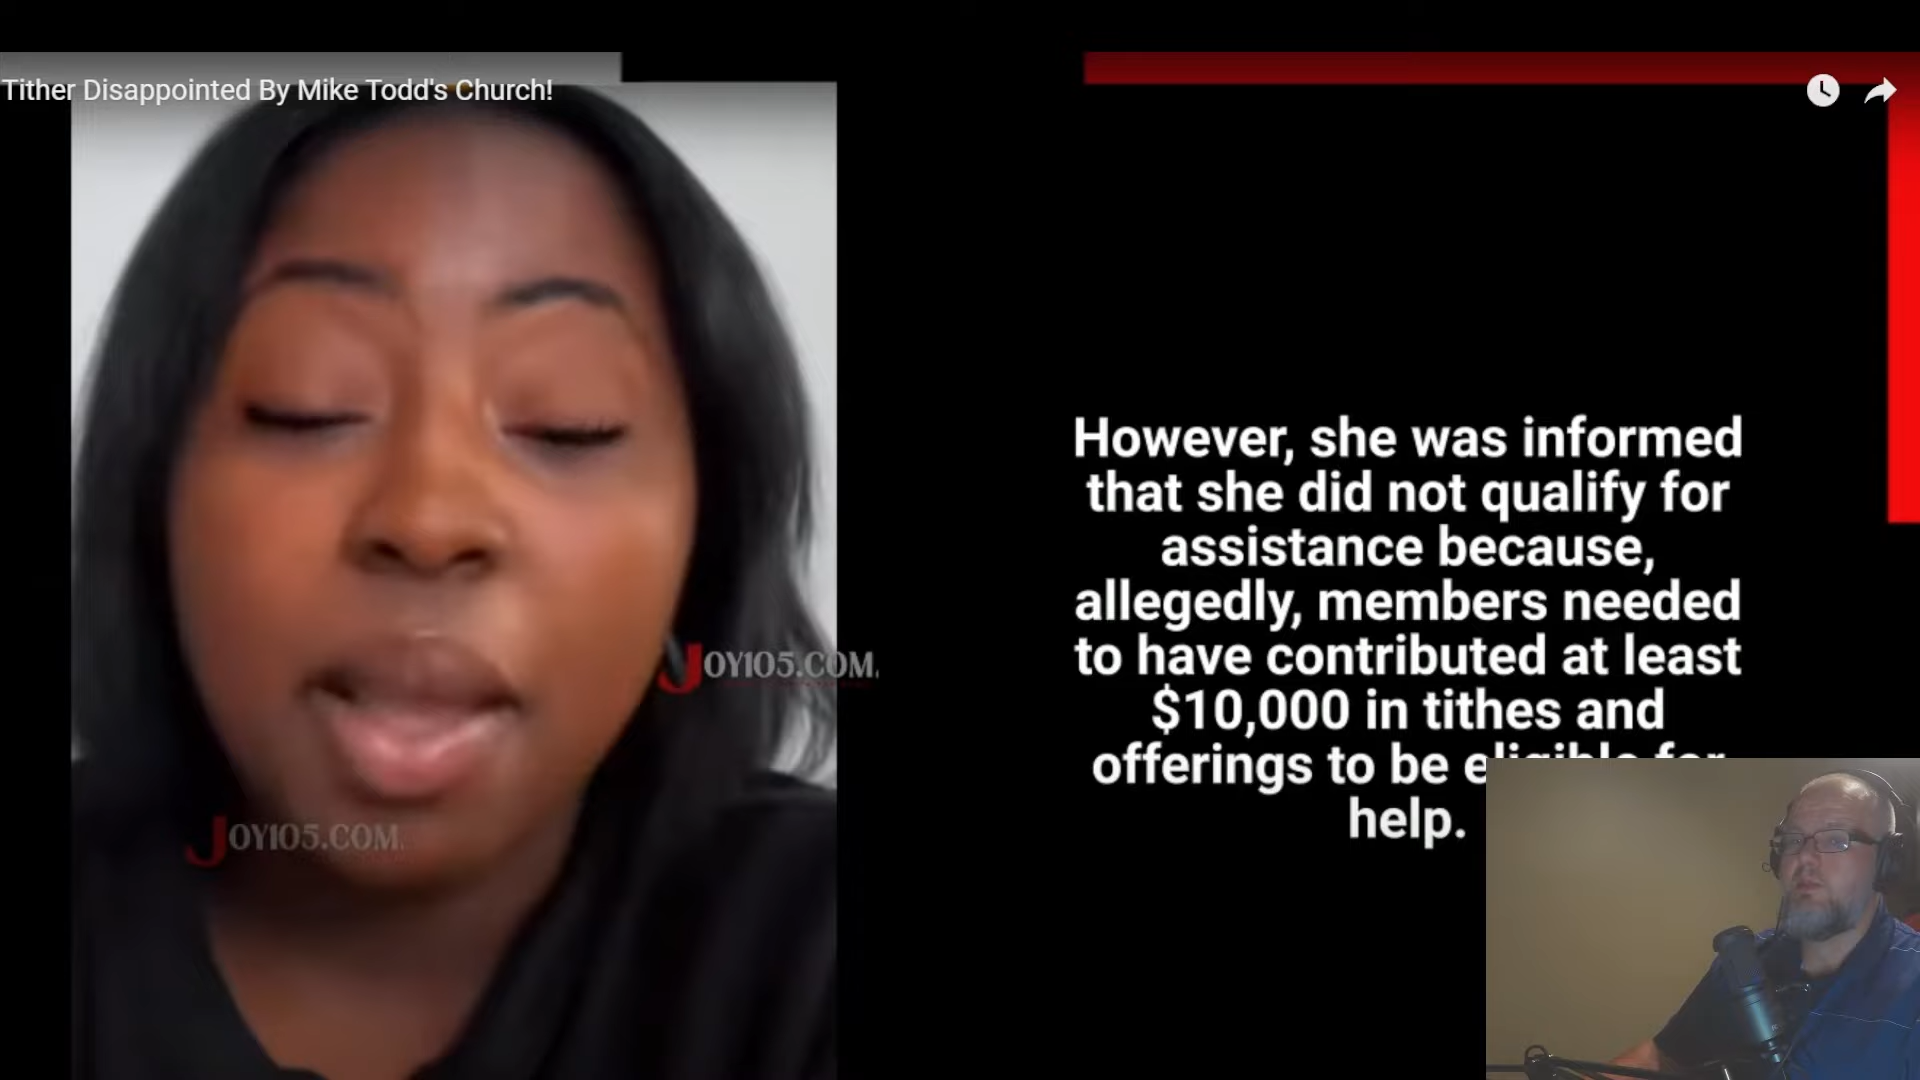 Tither Disappointed By Mike Todd's Church!
However, she was informed
that she did not qualify for
assistance because,
allegedly, members needed
to have contributed at least
$10,000 in tithes and
offerings to be eligible for
help.
JOY105.COM.
JOY105.COM.